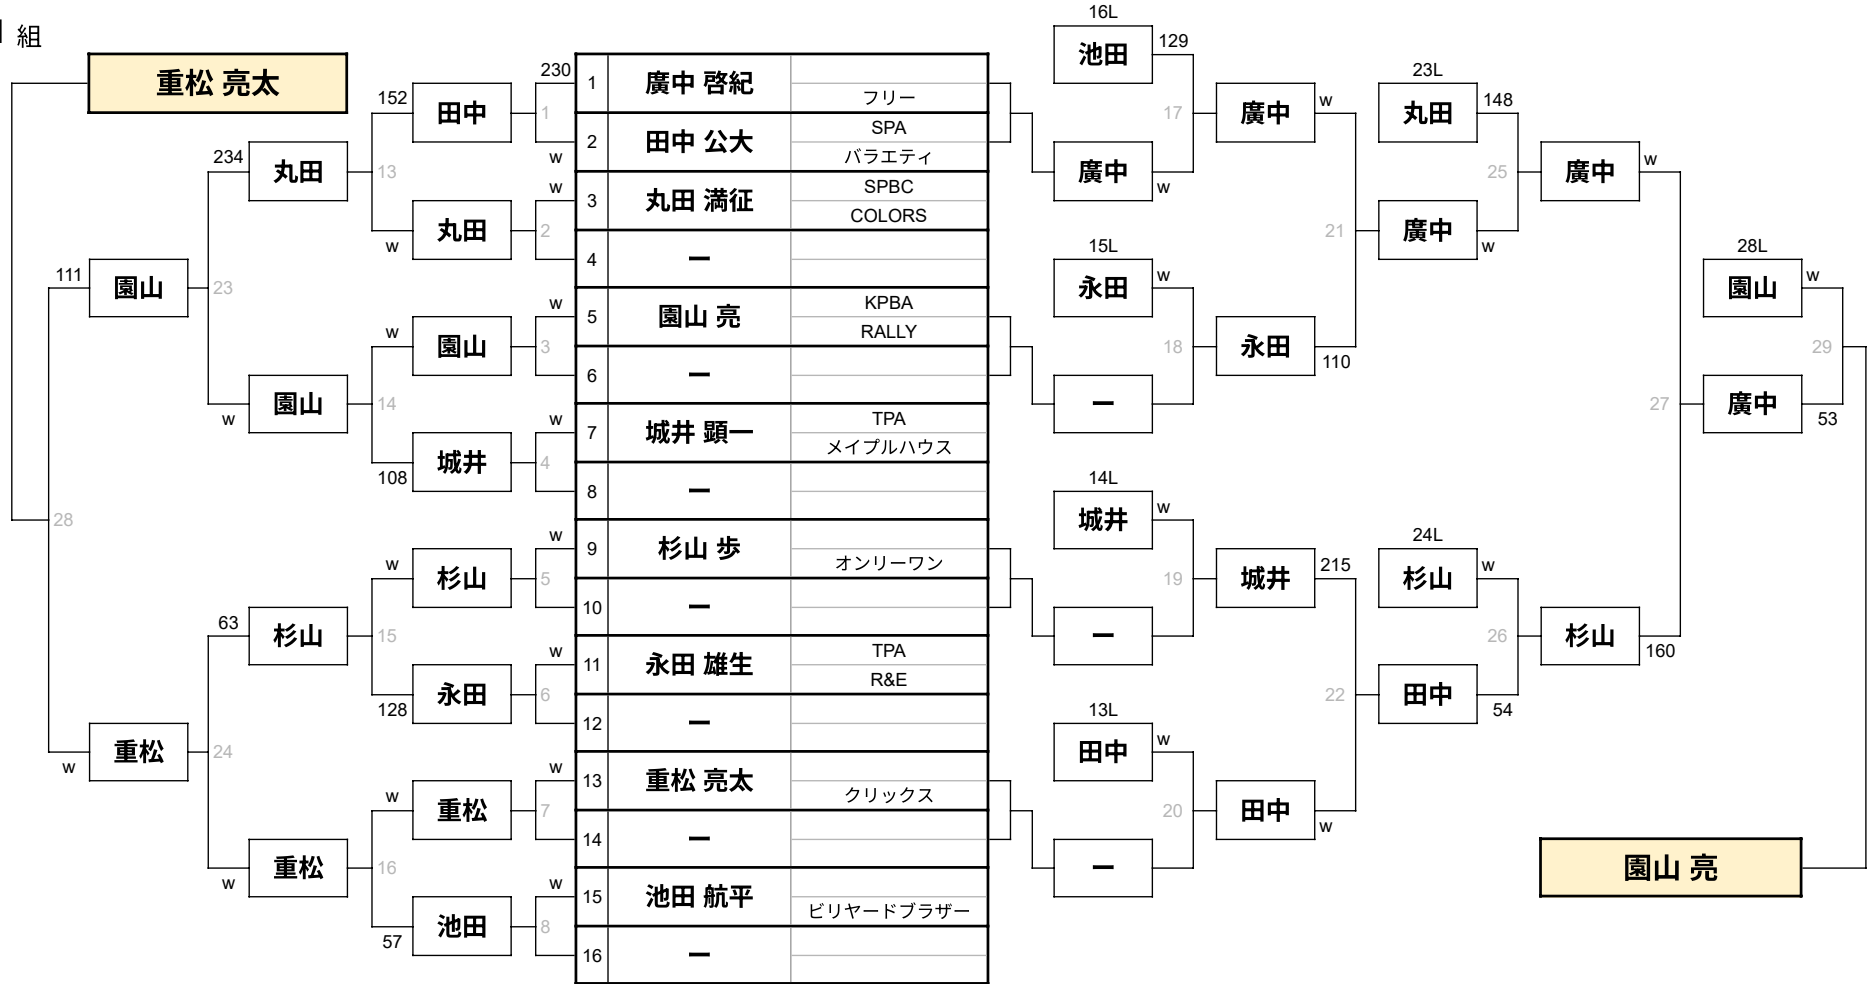 組
重松 亮太
園山
111
重松
w
28
丸田
234
園山
w
23
杉山
63
重松
w
24
田中
152
丸田
w
13
園山
w
城井
108
14
杉山
w
永田
128
15
重松
w
池田
57
16
230
1
w
w
2
w
3
w
4
w
5
w
6
w
7
w
8
1 廣中 啓紀 フリー
2 田中 公大 SPA バラエティ
3 丸田 満征 SPBC COLORS
4 ー
5 園山 亮 KPBA RALLY
6 ー
7 城井 顕一 TPA メイプルハウス
8 ー
9 杉山 歩 オンリーワン
10 ー
11 永田 雄生 TPA R&E
12 ー
13 重松 亮太 クリックス
14 ー
15 池田 航平 ビリヤードブラザー
16 ー
16L
池田 129
17
廣中 w
15L
永田 w
18
ー
14L
城井 w
19
ー
13L
田中 w
20
ー
廣中 w
21
永田 110
城井 215
22
田中 w
23L
丸田 148
25
廣中 w
24L
杉山 w
26
田中 54
廣中 w
27
杉山 160
28L
園山 w
29
廣中 53
園山 亮